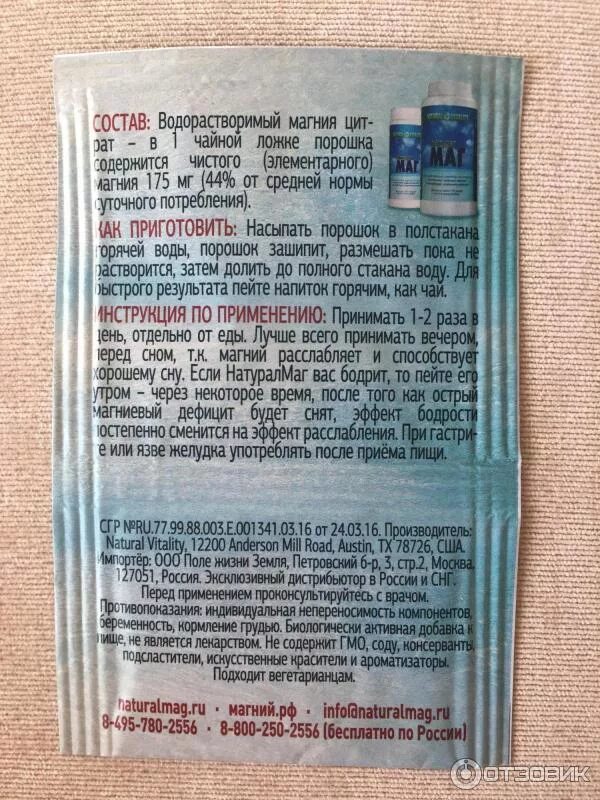 СОСТАВ: Водорастворимый магния цит-
рат – в 1 чайной ложке порошка
содержится чистого (элементарного)
магния 175 мг (44% от средней нормы
суточного потребления).
МАГ
МАГ
КАК ПРИГОТОВИТЬ: Насыпать порошок в полстакана
горячей воды, порошок зашипит, размешать пока не
растворится, затем долить до полного стакана воду. Для
быстрого результата пейте напиток горячим, как чай.
ИНСТРУКЦИЯ ПО ПРИМЕНЕНИЮ: Принимать 1-2 раза в
день, отдельно от еды. Лучше всего принимать вечером,
перед сном, т.к. магний расслабляет и способствует
хорошему сну. Если НатуралМаг вас бодрит, то пейте его
утром – через некоторое время, после того как острый
магниевый дефицит будет снят, эффект бодрости
постепенно сменится на эффект расслабления. При гастри-
те или язве желудка употреблять после приёма пищи.
СГР №RU.77.99.88.003.Е.001341.03.16 от 24.03.16. Производитель:
Natural Vitality, 12200 Anderson Mill Road, Austin, TX 78726, США.
Импортёр: ООО Поле жизни Земля, Петровский б-р, 3, стр.2, Москва,
127051, Россия. Эксклюзивный дистрибьютор в России и СНГ.
Перед применением проконсультируйтесь с врачом.
Противопоказания: индивидуальная непереносимость компонентов,
беременность, кормление грудью. Биологически активная добавка к
пище, не является лекарством. Не содержит ГМО, соду, консерванты,
подсластители, искусственные красители и ароматизаторы.
Подходит вегетарианцам.
naturalmag.ru · магний.рф · info@naturalmag.ru
8-495-780-2556 · 8-800-250-2556 (бесплатно по России)
ОТЗОВИК